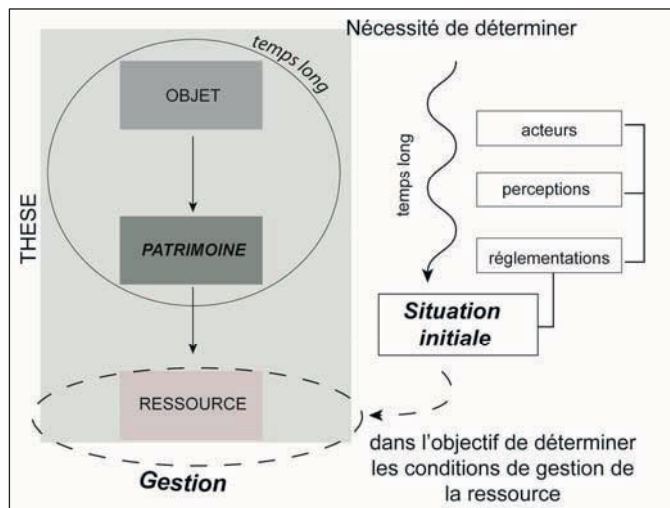 THESE
temps long
OBJET
PATRIMOINE
RESSOURCE
Gestion
Nécessité de déterminer
temps long
acteurs
perceptions
réglementations
Situation
initiale
dans l'objectif de déterminer
les conditions de gestion de
la ressource